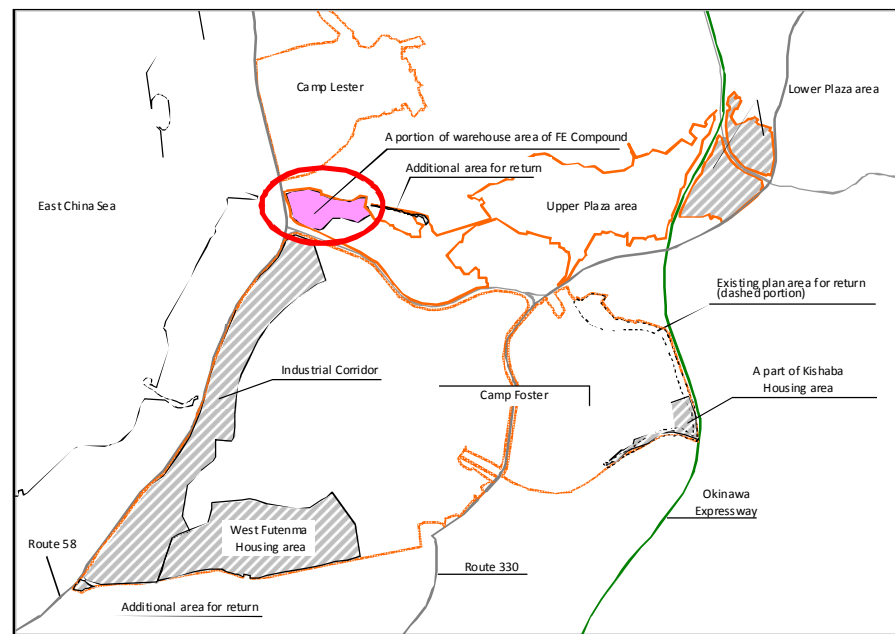 Camp Lester
Lower Plaza area
A portion of warehouse area of FE Compound
Additional area for return
East China Sea
Upper Plaza area
Existing plan area for return
(dashed portion)
Industrial Corridor
A part of Kishaba
Housing area
Camp Foster
Okinawa
Expressway
West Futenma
Housing area
Route 58
Route 330
Additional area for return